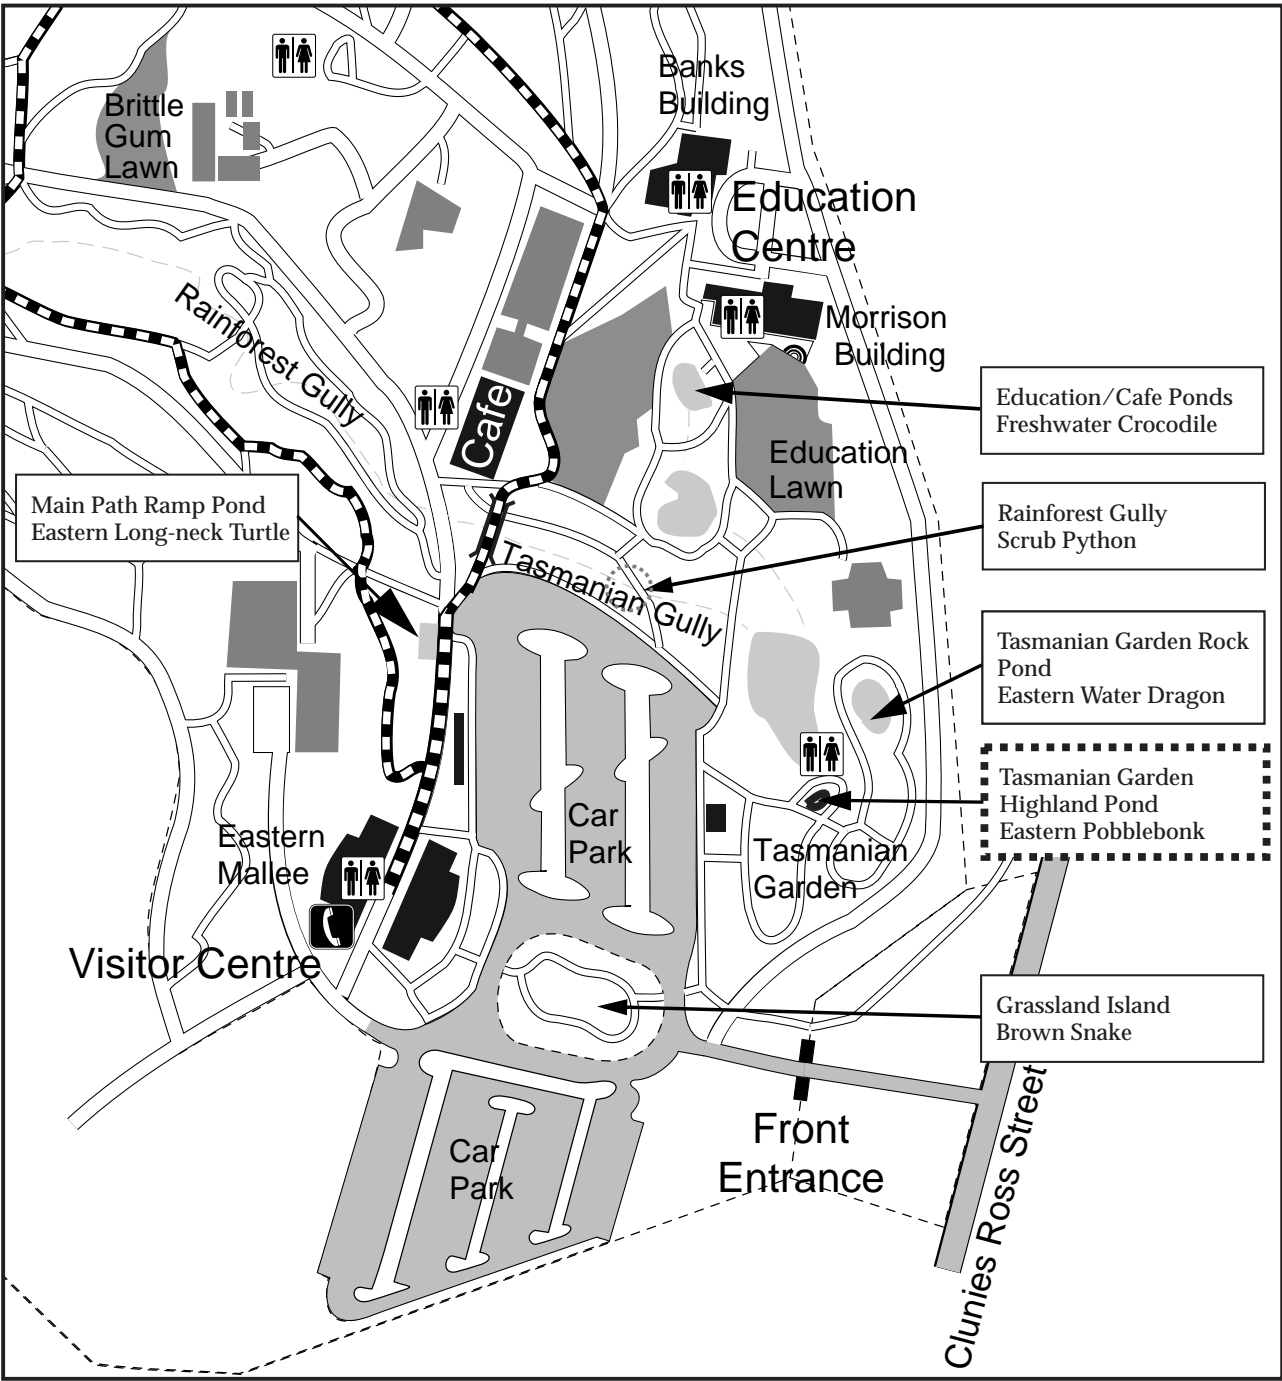 Banks
Building
Brittle
Gum
Lawn
Education
Centre
Rainforest Gully
Morrison
Building
Cafe
Education/Cafe Ponds
Freshwater Crocodile
Education
Lawn
Main Path Ramp Pond
Eastern Long-neck Turtle
Rainforest Gully
Scrub Python
Tasmanian Gully
Tasmanian Garden Rock
Pond
Eastern Water Dragon
Tasmanian Garden
Highland Pond
Eastern Pobblebonk
Car
Park
Eastern
Mallee
Tasmanian
Garden
Visitor Centre
Grassland Island
Brown Snake
Front
Entrance
Car
Park
Clunies Ross Street